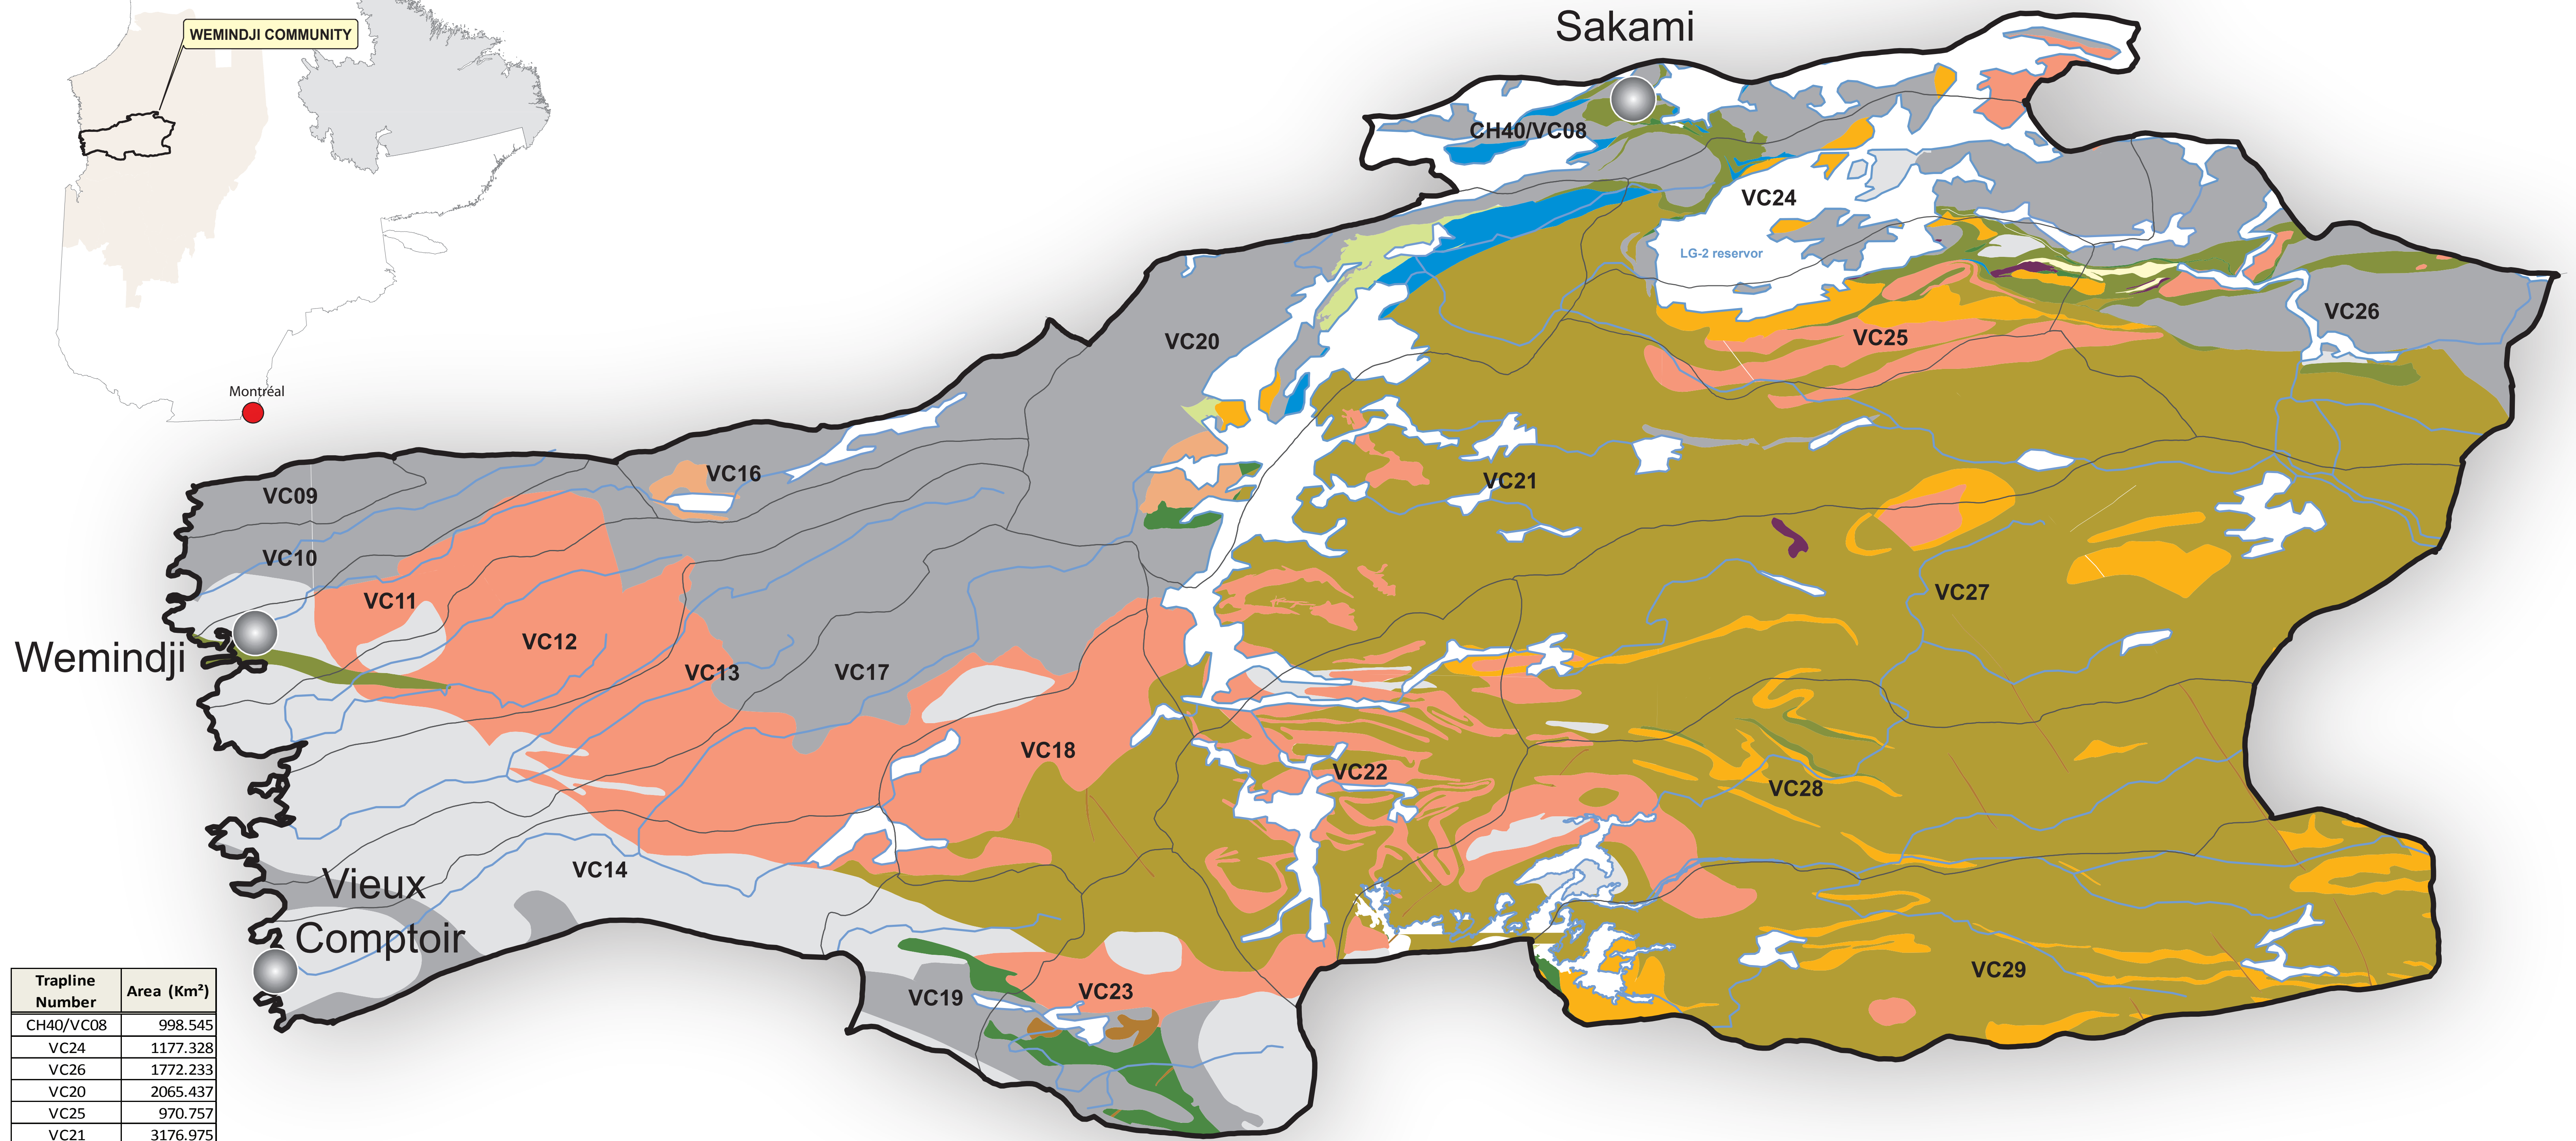 WEMINDJI COMMUNITY
Montréal
Sakami
CH40/VC08
VC24
LG-2 reservor
VC26
VC20
VC25
VC16
VC21
VC09
VC10
VC11
VC12
VC27
Wemindji
VC13
VC17
VC18
VC22
VC28
VC14
Vieux
Comptoir
VC29
VC19
VC23
Trapline Number Area (Km²)
CH40/VC08 998.545
VC24 1177.328
VC26 1772.233
VC20 2065.437
VC25 970.757
VC21 3176.975